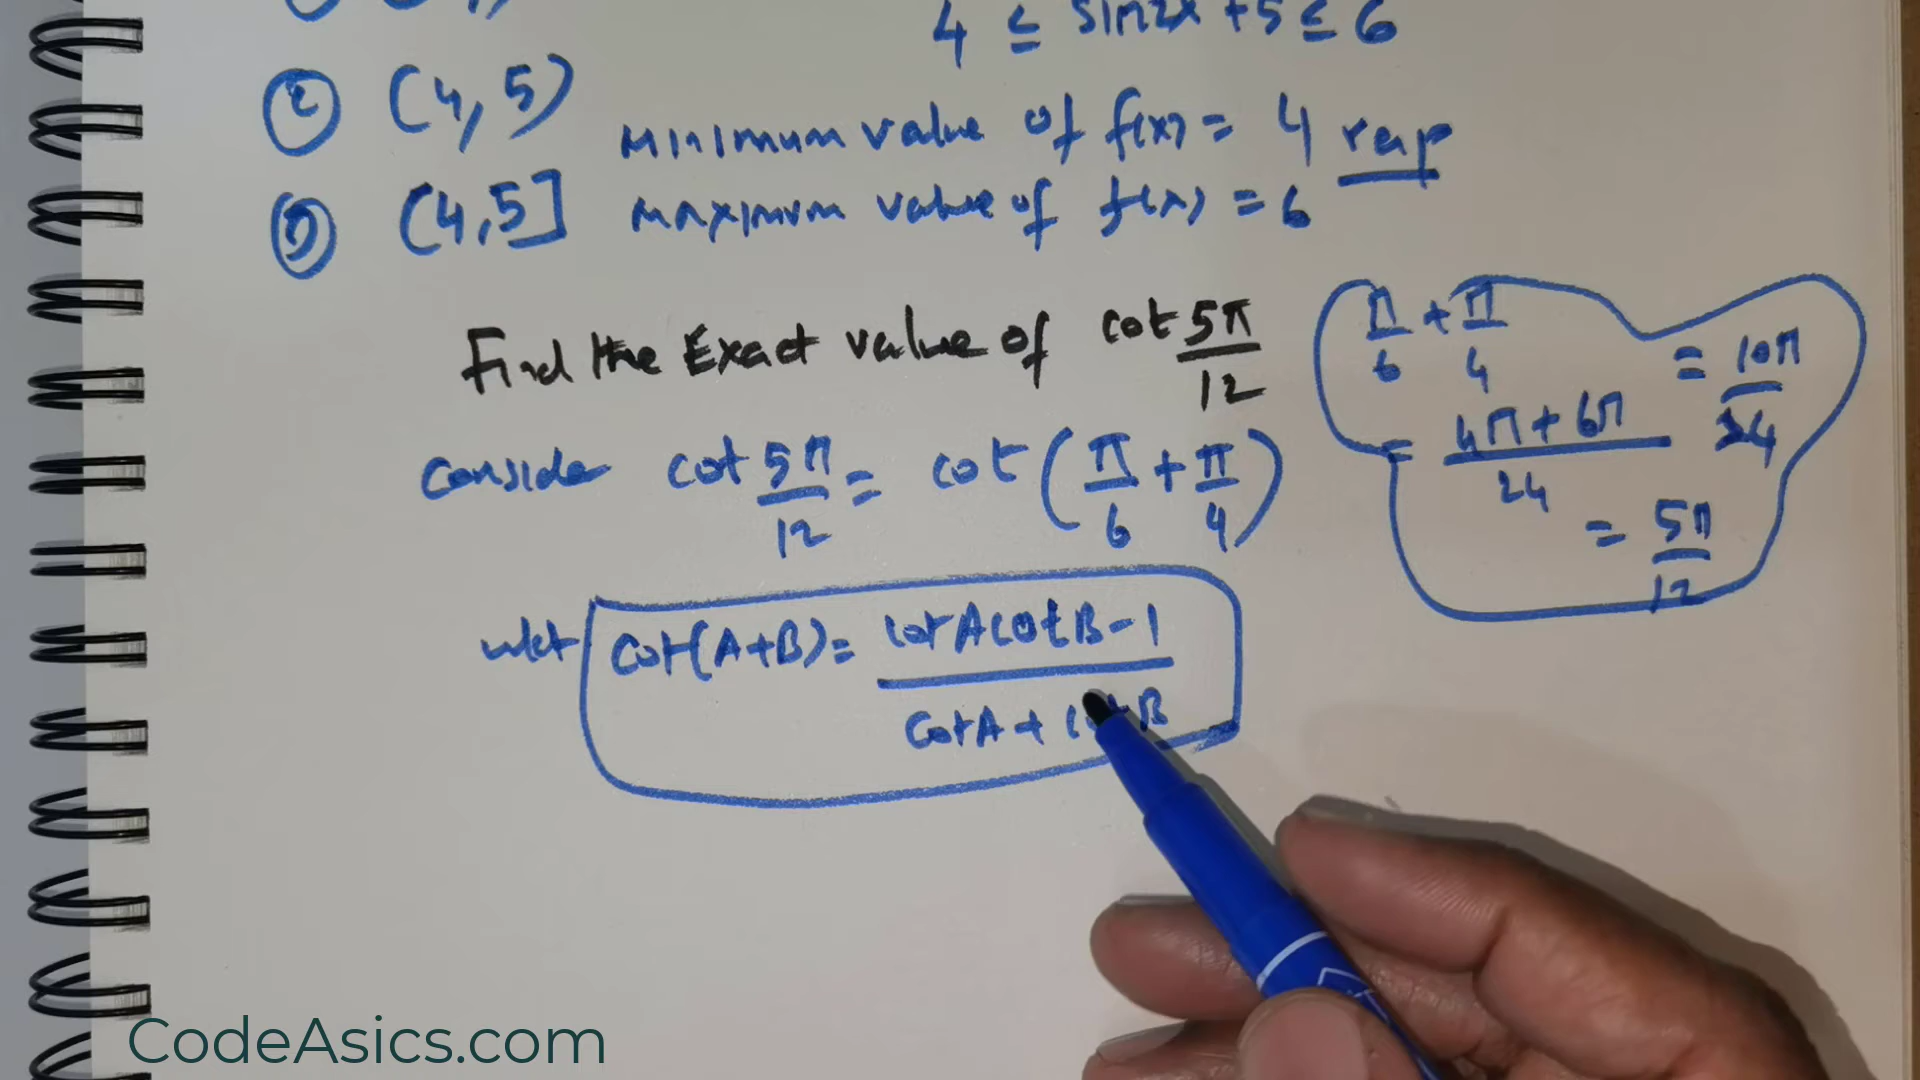 4 ≤ sin2x + 5 ≤ 6
C (4, 5)
minimum value of f(x) = 4
D (4, 5]
maximum value of f(x) = 6
Find the Exact value of cot 5π/12
Consider cot 5π/12 = cot(π/6 + π/4)
π/6 + π/4
= (4π + 6π)/24
= 10π/24
= 5π/12
wkt cot(A+B) = (cotAcotB-1)/(cotA + cotB)
CodeAsics.com